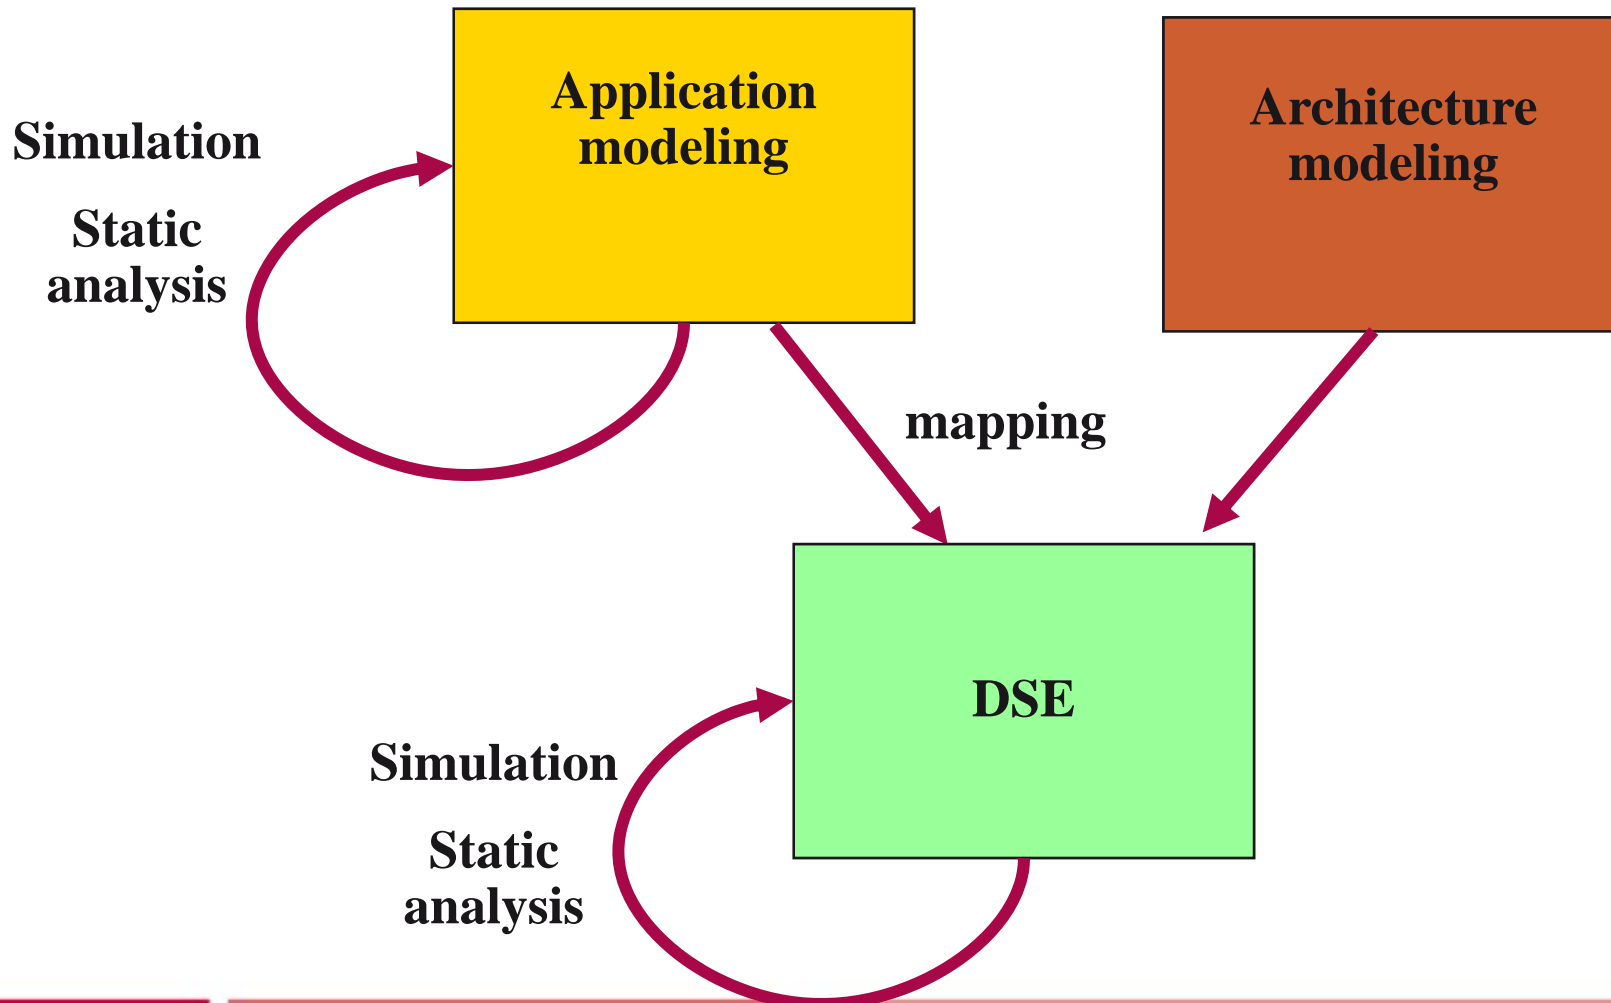 Application
modeling
Architecture
modeling
Simulation
Static
analysis
mapping
DSE
Simulation
Static
analysis